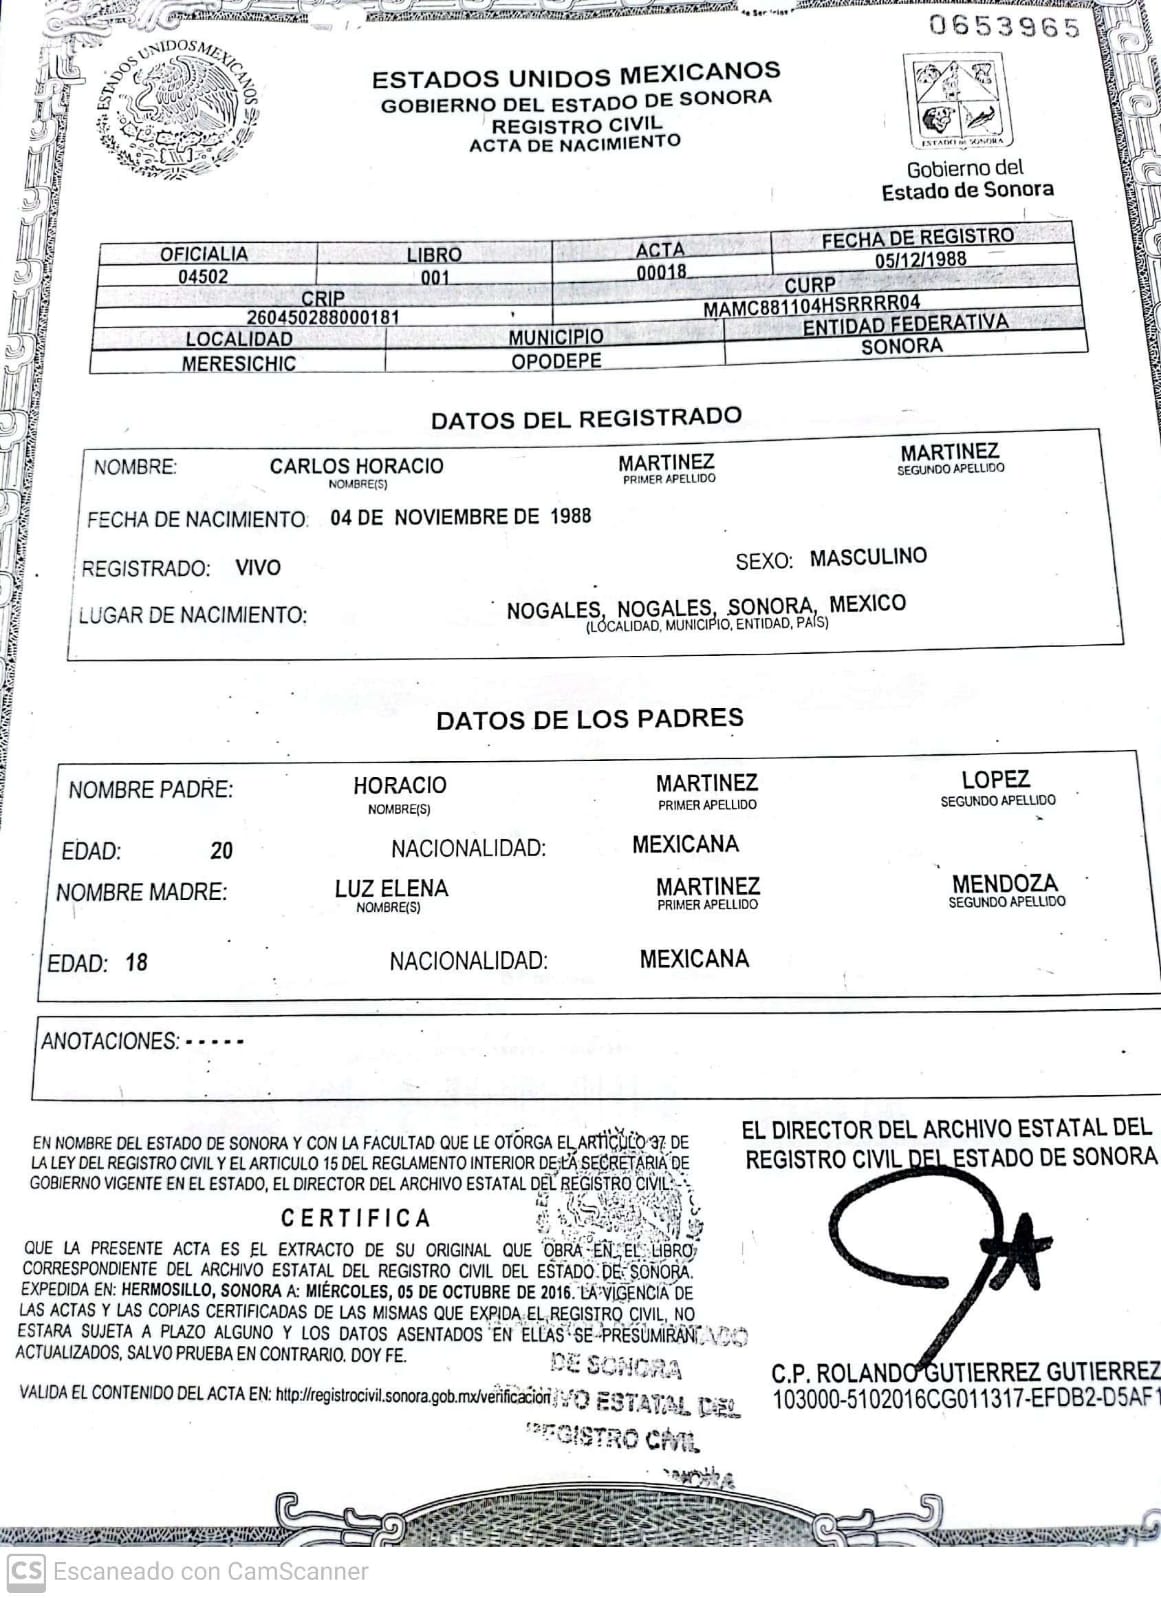 0653965
ESTADOS UNIDOS MEXICANOS
ESTADOS UNIDOS MEXICANOS
GOBIERNO DEL ESTADO DE SONORA
REGISTRO CIVIL
ACTA DE NACIMIENTO
ESTADO DE SONORA
Gobierno del
Estado de Sonora
OFICIALIA LIBRO ACTA FECHA DE REGISTRO
04502 001 00018 05/12/1988
CRIP CURP
260450288000181 MAMC881104HSRRRR04
LOCALIDAD MUNICIPIO ENTIDAD FEDERATIVA
MERESICHIC OPODEPE SONORA
DATOS DEL REGISTRADO
NOMBRE: CARLOS HORACIO MARTINEZ MARTINEZ
NOMBRE(S) PRIMER APELLIDO SEGUNDO APELLIDO
FECHA DE NACIMIENTO: 04 DE NOVIEMBRE DE 1988
REGISTRADO: VIVO SEXO: MASCULINO
LUGAR DE NACIMIENTO: NOGALES, NOGALES, SONORA, MEXICO
(LOCALIDAD, MUNICIPIO, ENTIDAD, PAÍS)
DATOS DE LOS PADRES
NOMBRE PADRE: HORACIO MARTINEZ LOPEZ
NOMBRE(S) PRIMER APELLIDO SEGUNDO APELLIDO
EDAD: 20 NACIONALIDAD: MEXICANA
NOMBRE MADRE: LUZ ELENA MARTINEZ MENDOZA
NOMBRE(S) PRIMER APELLIDO SEGUNDO APELLIDO
EDAD: 18 NACIONALIDAD: MEXICANA
ANOTACIONES: -----
EN NOMBRE DEL ESTADO DE SONORA Y CON LA FACULTAD QUE LE OTORGA EL ARTICULO 37 DE
LA LEY DEL REGISTRO CIVIL Y EL ARTICULO 15 DEL REGLAMENTO INTERIOR DE LA SECRETARIA DE
GOBIERNO VIGENTE EN EL ESTADO, EL DIRECTOR DEL ARCHIVO ESTATAL DEL REGISTRO CIVIL
CERTIFICA
QUE LA PRESENTE ACTA ES EL EXTRACTO DE SU ORIGINAL QUE OBRA EN EL LIBRO
CORRESPONDIENTE DEL ARCHIVO ESTATAL DEL REGISTRO CIVIL DEL ESTADO DE SONORA.
EXPEDIDA EN: HERMOSILLO, SONORA A: MIÉRCOLES, 05 DE OCTUBRE DE 2016. LA VIGENCIA DE
LAS ACTAS Y LAS COPIAS CERTIFICADAS DE LAS MISMAS QUE EXPIDA EL REGISTRO CIVIL, NO
ESTARA SUJETA A PLAZO ALGUNO Y LOS DATOS ASENTADOS EN ELLAS SE PRESUMIRAN
ACTUALIZADOS, SALVO PRUEBA EN CONTRARIO. DOY FE.
VALIDA EL CONTENIDO DEL ACTA EN: http://registrocivil.sonora.gob.mx/verificacion
DE SONORA
ESTATAL DEL
REGISTRO CIVIL
EL DIRECTOR DEL ARCHIVO ESTATAL DEL
REGISTRO CIVIL DEL ESTADO DE SONORA
C.P. ROLANDO GUTIERREZ GUTIERREZ
103000-5102016CG011317-EFDB2-D5AF1
CS Escaneado con CamScanner